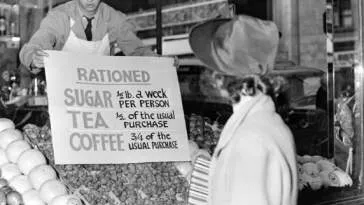 RATIONED
SUGAR ½ lb. a week PER PERSON
TEA ½ of the usual PURCHASE
COFFEE 3/4 of the USUAL PURCHASE